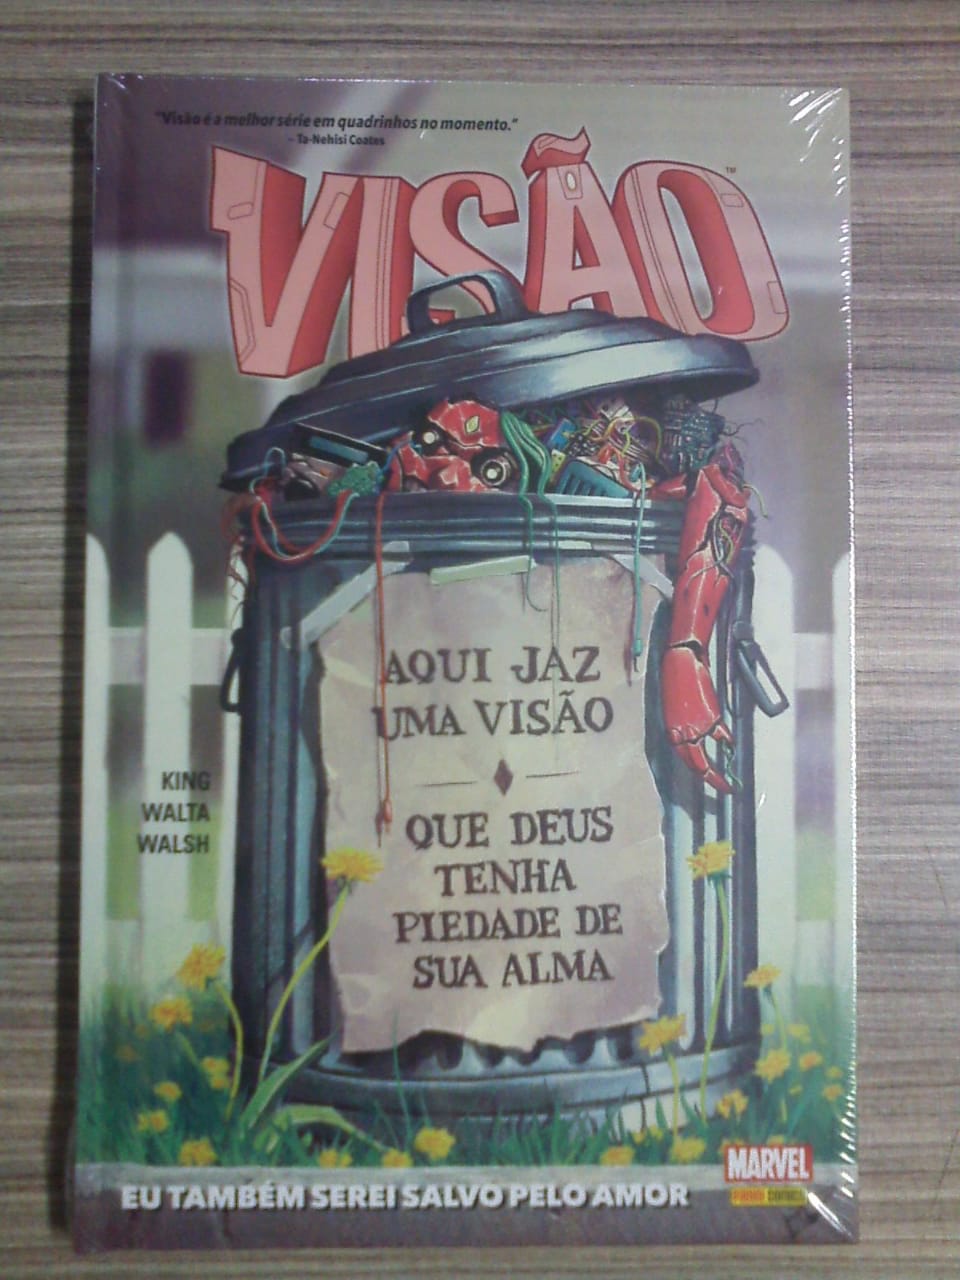 "Visão é a melhor série em quadrinhos no momento."
– Ta-Nehisi Coates
VISÃO™
AQUI JAZ
UMA VISÃO
QUE DEUS
TENHA
PIEDADE DE
SUA ALMA
KING
WALTA
WALSH
MARVEL
PANINI COMICS
EU TAMBÉM SEREI SALVO PELO AMOR